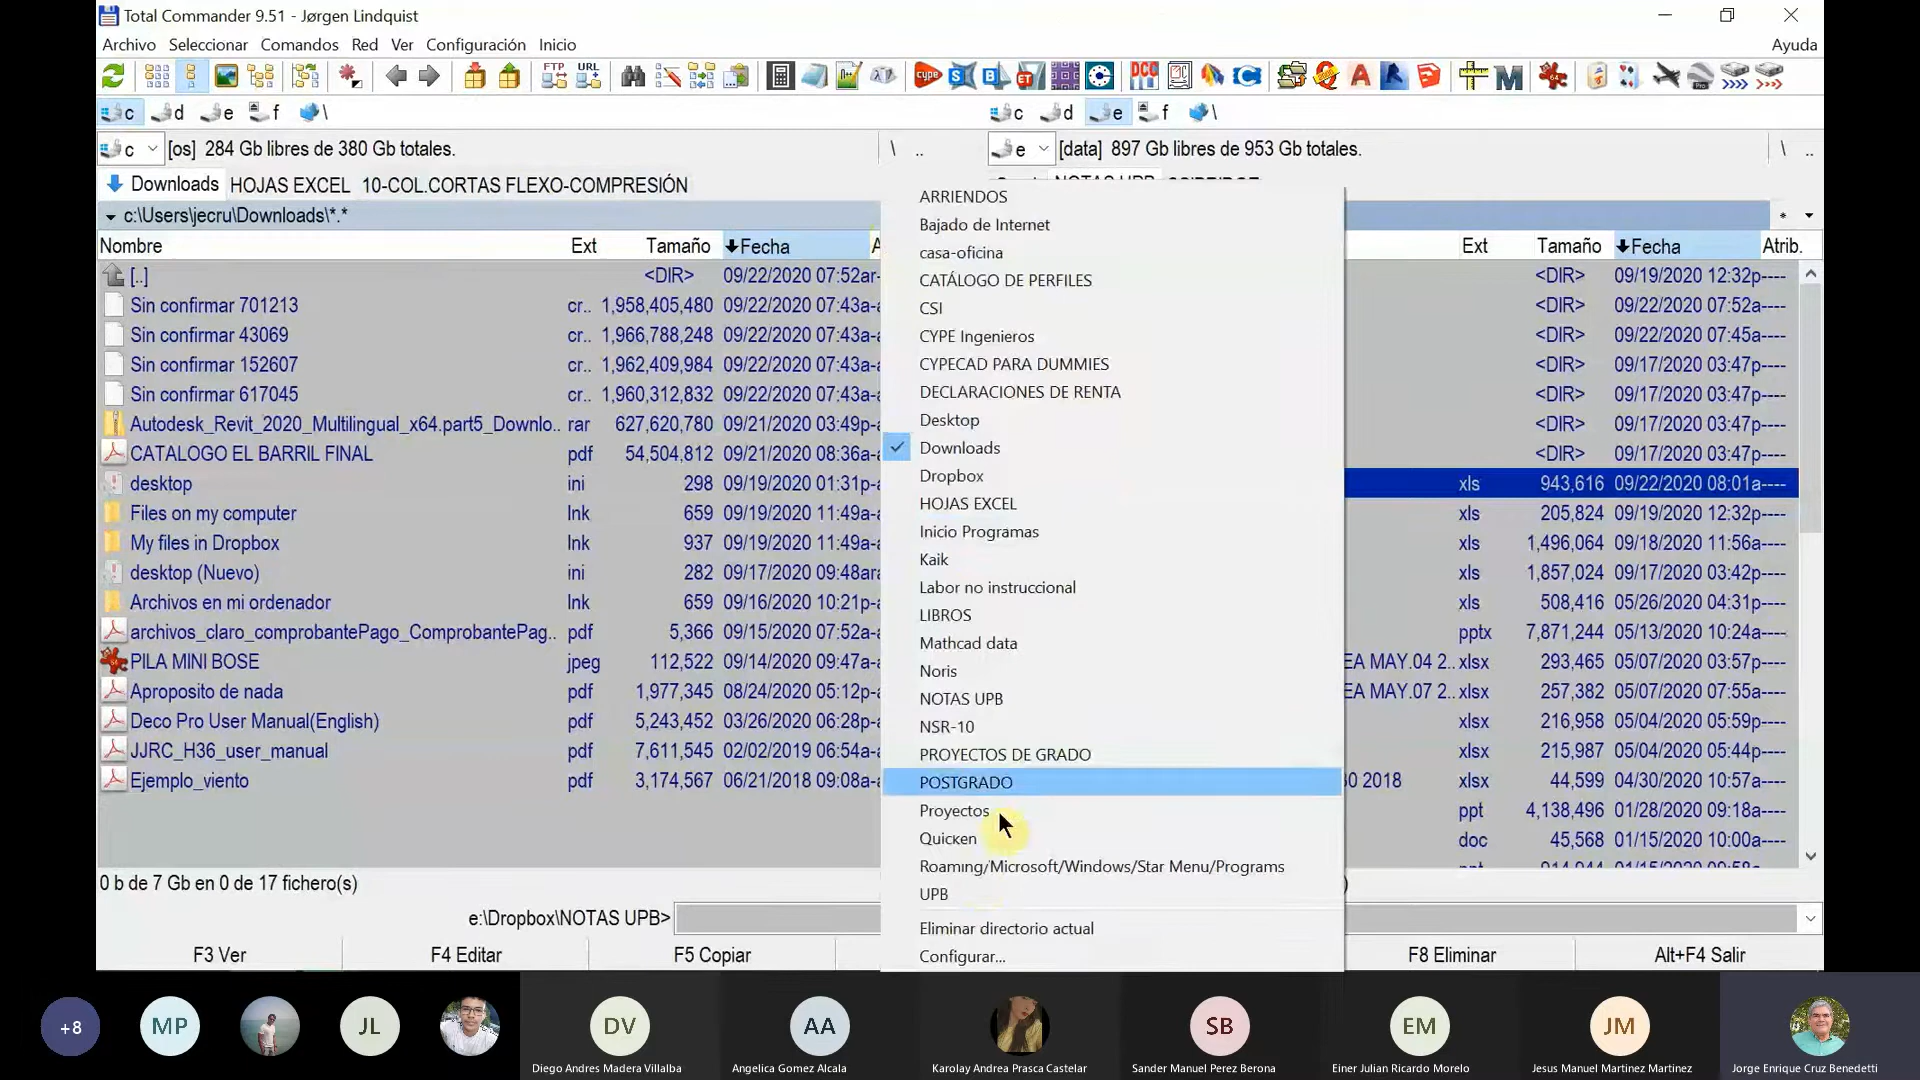 Total Commander 9.51 - Jørgen Lindquist
Archivo Seleccionar Comandos Red Ver Configuración Inicio Ayuda
FTP URL
c d e f \ c d e f \
c [os] 284 Gb libres de 380 Gb totales. \ .. e [data] 897 Gb libres de 953 Gb totales. \ ..
Downloads HOJAS EXCEL 10-COL.CORTAS FLEXO-COMPRESIÓN
c:\Users\jecru\Downloads\*.*
Nombre Ext Tamaño Fecha
[..] <DIR> 09/22/2020 07:52a
Sin confirmar 701213 cr.. 1,958,405,480 09/22/2020 07:43a
Sin confirmar 43069 cr.. 1,966,788,248 09/22/2020 07:43a
Sin confirmar 152607 cr.. 1,962,409,984 09/22/2020 07:43a
Sin confirmar 617045 cr.. 1,960,312,832 09/22/2020 07:43a
Autodesk_Revit_2020_Multilingual_x64.part5_Downlo.. rar 627,620,780 09/21/2020 03:49p
CATALOGO EL BARRIL FINAL pdf 54,504,812 09/21/2020 08:36a
desktop ini 298 09/19/2020 01:31p
Files on my computer lnk 659 09/19/2020 11:49a
My files in Dropbox lnk 937 09/19/2020 11:49a
desktop (Nuevo) ini 282 09/17/2020 09:48a
Archivos en mi ordenador lnk 659 09/16/2020 10:21p
archivos_claro_comprobantePago_ComprobantePag.. pdf 5,366 09/15/2020 07:52a
PILA MINI BOSE jpeg 112,522 09/14/2020 09:47a
Aproposito de nada pdf 1,977,345 08/24/2020 05:12p
Deco Pro User Manual(English) pdf 5,243,452 03/26/2020 06:28p
JJRC_H36_user_manual pdf 7,611,545 02/02/2019 06:54a
Ejemplo_viento pdf 3,174,567 06/21/2018 09:08a
0 b de 7 Gb en 0 de 17 fichero(s)
ARRIENDOS
Bajado de Internet
casa-oficina
CATÁLOGO DE PERFILES
CSI
CYPE Ingenieros
CYPECAD PARA DUMMIES
DECLARACIONES DE RENTA
Desktop
Downloads
Dropbox
HOJAS EXCEL
Inicio Programas
Kaik
Labor no instruccional
LIBROS
Mathcad data
Noris
NOTAS UPB
NSR-10
PROYECTOS DE GRADO
POSTGRADO
Proyectos
Quicken
Roaming/Microsoft/Windows/Star Menu/Programs
UPB
Eliminar directorio actual
Configurar...
Ext Tamaño Fecha Atrib.
<DIR> 09/19/2020 12:32p----
<DIR> 09/22/2020 07:52a----
<DIR> 09/22/2020 07:45a----
<DIR> 09/17/2020 03:47p----
<DIR> 09/17/2020 03:47p----
<DIR> 09/17/2020 03:47p----
<DIR> 09/17/2020 03:47p----
xls 943,616 09/22/2020 08:01a----
xls 205,824 09/19/2020 12:32p----
xls 1,496,064 09/18/2020 11:56a----
xls 1,857,024 09/17/2020 03:42p----
xls 508,416 05/26/2020 04:31p----
pptx 7,871,244 05/13/2020 10:24a----
EA MAY.04 2.. xlsx 293,465 05/07/2020 03:57p----
EA MAY.07 2.. xlsx 257,382 05/07/2020 07:55a----
xlsx 216,958 05/04/2020 05:59p----
xlsx 215,987 05/04/2020 05:44p----
30 2018 xlsx 44,599 04/30/2020 10:57a----
ppt 4,138,496 01/28/2020 09:18a----
doc 45,568 01/15/2020 10:00a----
e:\Dropbox\NOTAS UPB>
F3 Ver F4 Editar F5 Copiar F8 Eliminar Alt+F4 Salir
+8 MP JL DV AA SB EM JM
Diego Andres Madera Villalba Angelica Gomez Alcala Karolay Andrea Prasca Castelar Sander Manuel Perez Berona Einer Julian Ricardo Morelo Jesus Manuel Martinez Martinez Jorge Enrique Cruz Benedetti